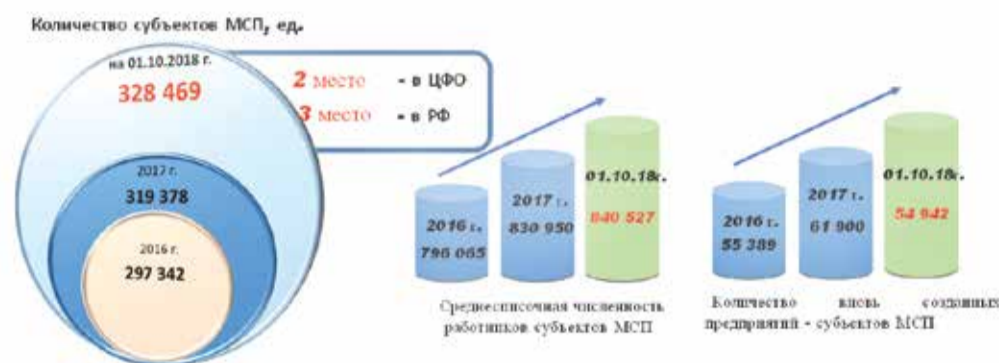 Количество субъектов МСП, ед.
на 01.10.2018 г.
328 469
2 место - в ЦФО
3 место - в РФ
2017 г.
319 378
2016 г.
297 342
2016 г.
796 065
2017 г.
830 950
01.10.18г.
840 527
Среднесписочная численность
работников субъектов МСП
2016 г.
55 389
2017 г.
61 900
01.10.18г.
54 942
Количество вновь созданных
предприятий - субъектов МСП